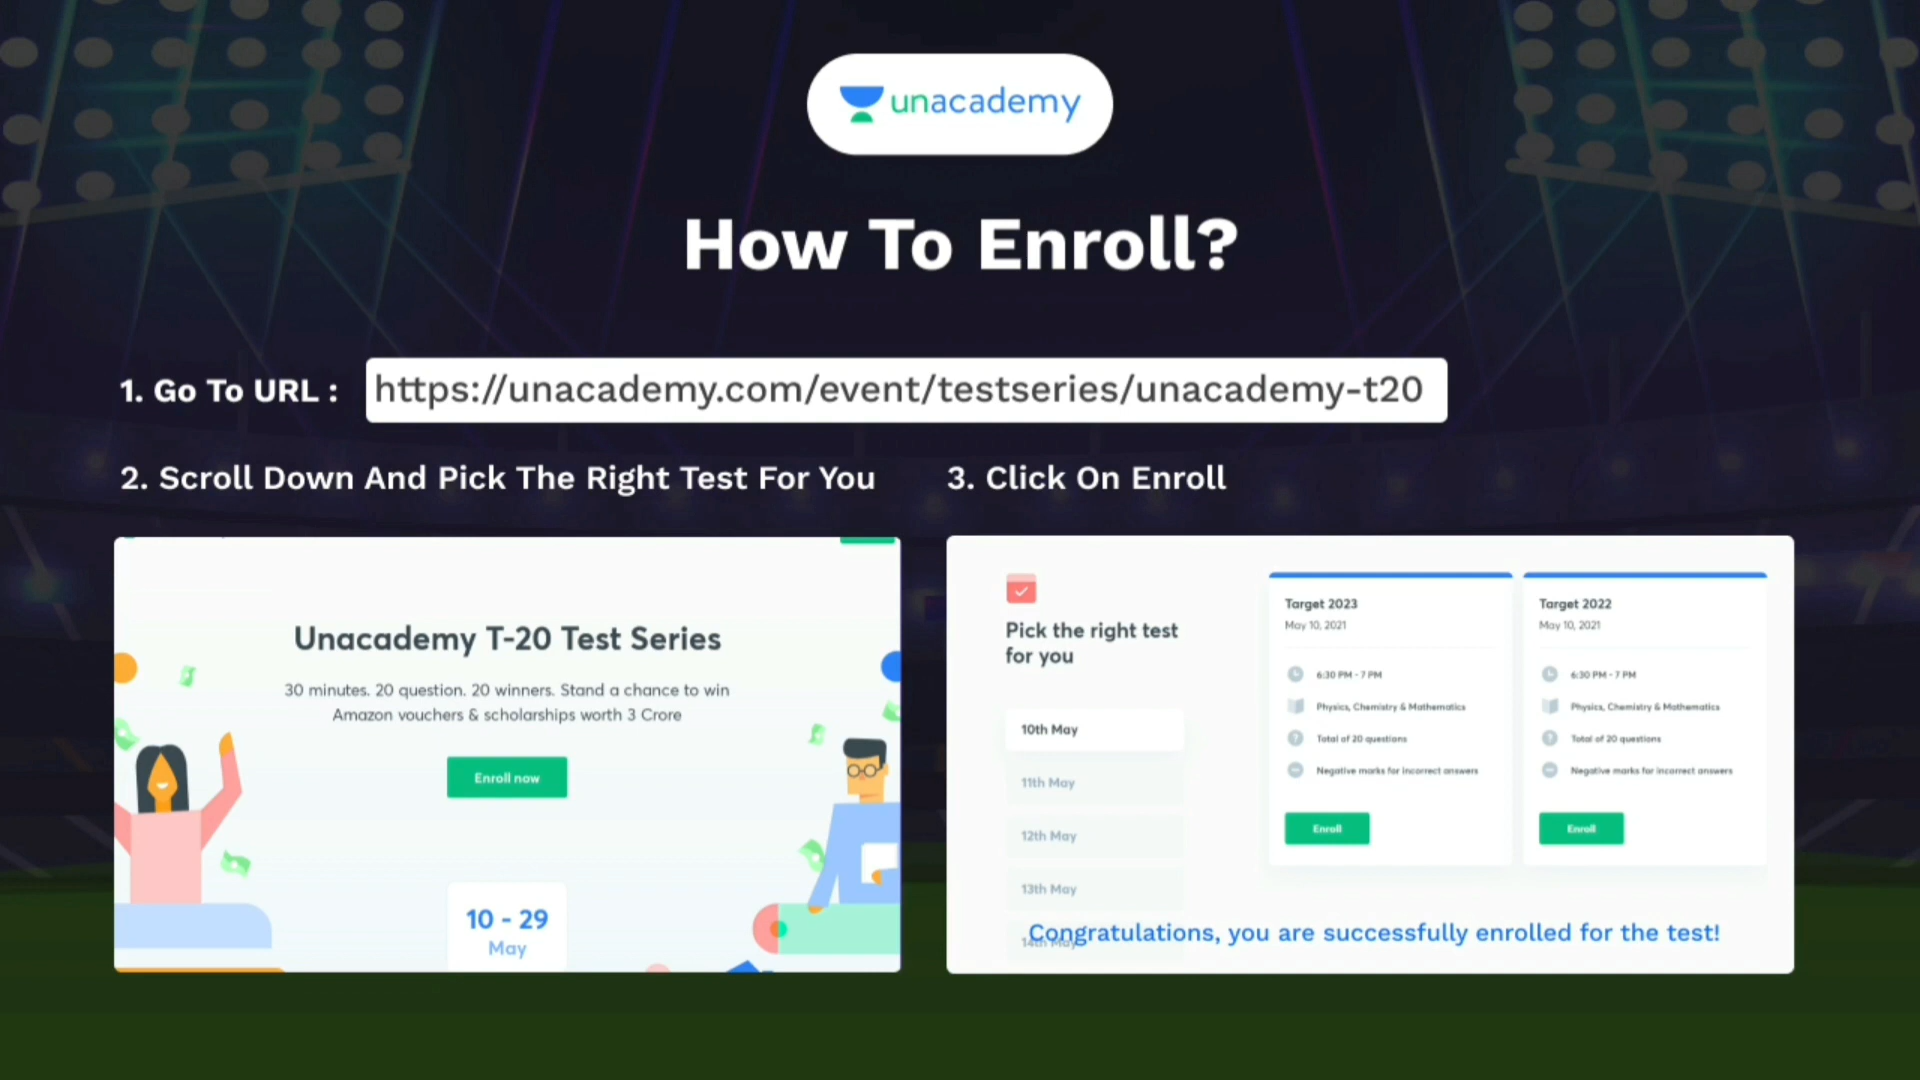 unacademy
How To Enroll?
1. Go To URL :
https://unacademy.com/event/testseries/unacademy-t20
2. Scroll Down And Pick The Right Test For You
3. Click On Enroll
Unacademy T-20 Test Series
30 minutes. 20 question. 20 winners. Stand a chance to win
Amazon vouchers & scholarships worth 3 Crore
Enroll now
10 - 29
May
Pick the right test
for you
10th May
11th May
12th May
13th May
14th May
Target 2023
May 10, 2021
6:30 PM - 7 PM
Physics, Chemistry & Mathematics
Total of 20 questions
Negative marks for incorrect answers
Enroll
Target 2022
May 10, 2021
6:30 PM - 7 PM
Physics, Chemistry & Mathematics
Total of 20 questions
Negative marks for incorrect answers
Enroll
Congratulations, you are successfully enrolled for the test!